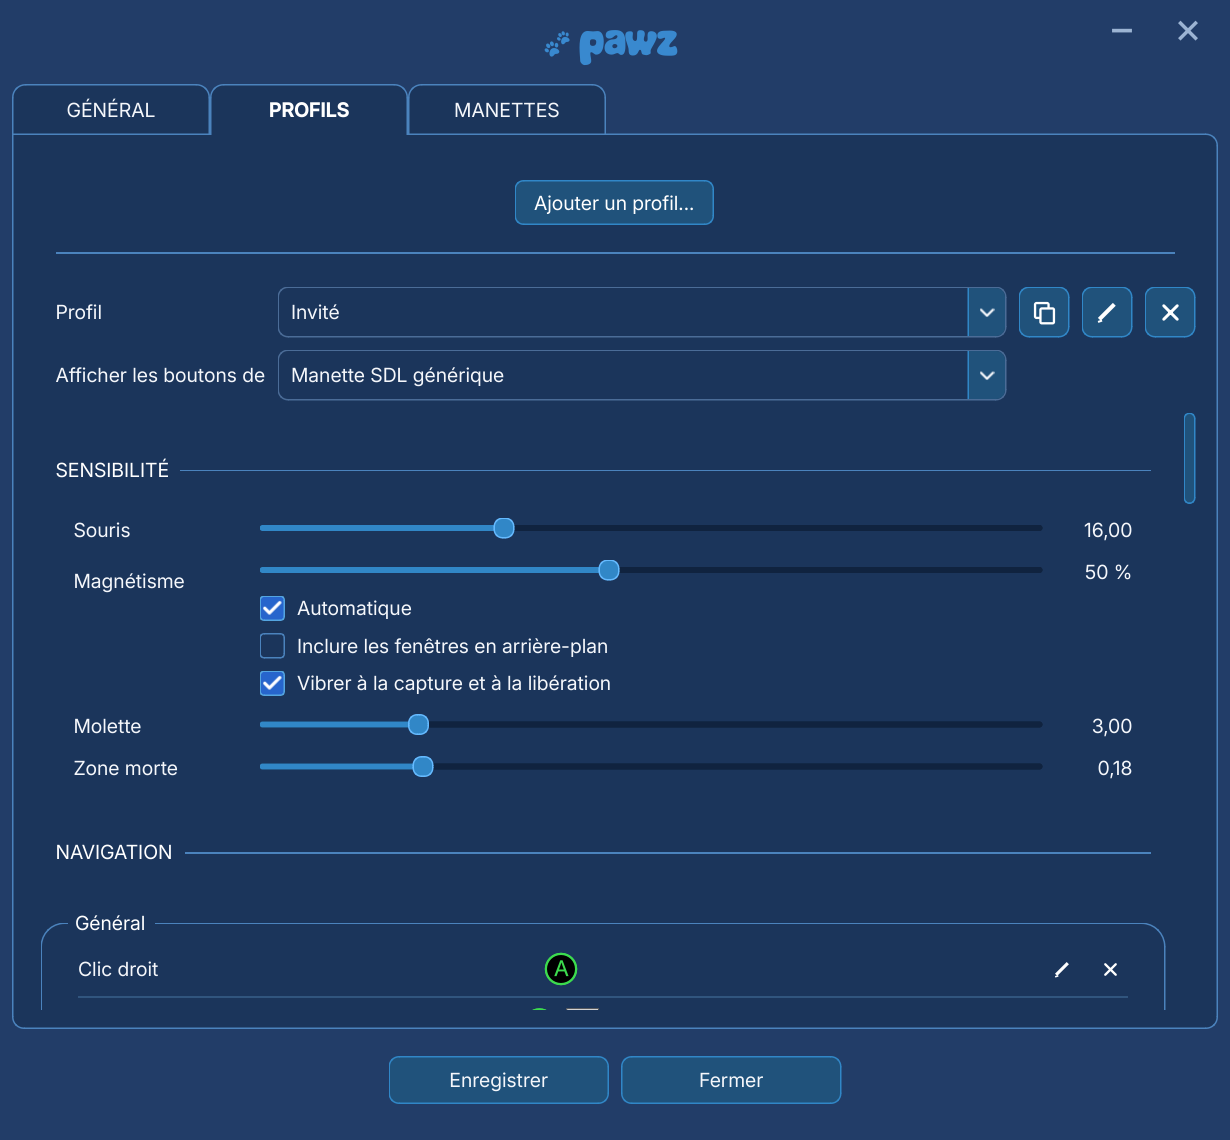 pawz
GÉNÉRAL
PROFILS
MANETTES
Ajouter un profil...
Profil
Invité
Afficher les boutons de
Manette SDL générique
SENSIBILITÉ
Souris
16,00
Magnétisme
50 %
Automatique
Inclure les fenêtres en arrière-plan
Vibrer à la capture et à la libération
Molette
3,00
Zone morte
0,18
NAVIGATION
Général
Clic droit
A
Enregistrer
Fermer